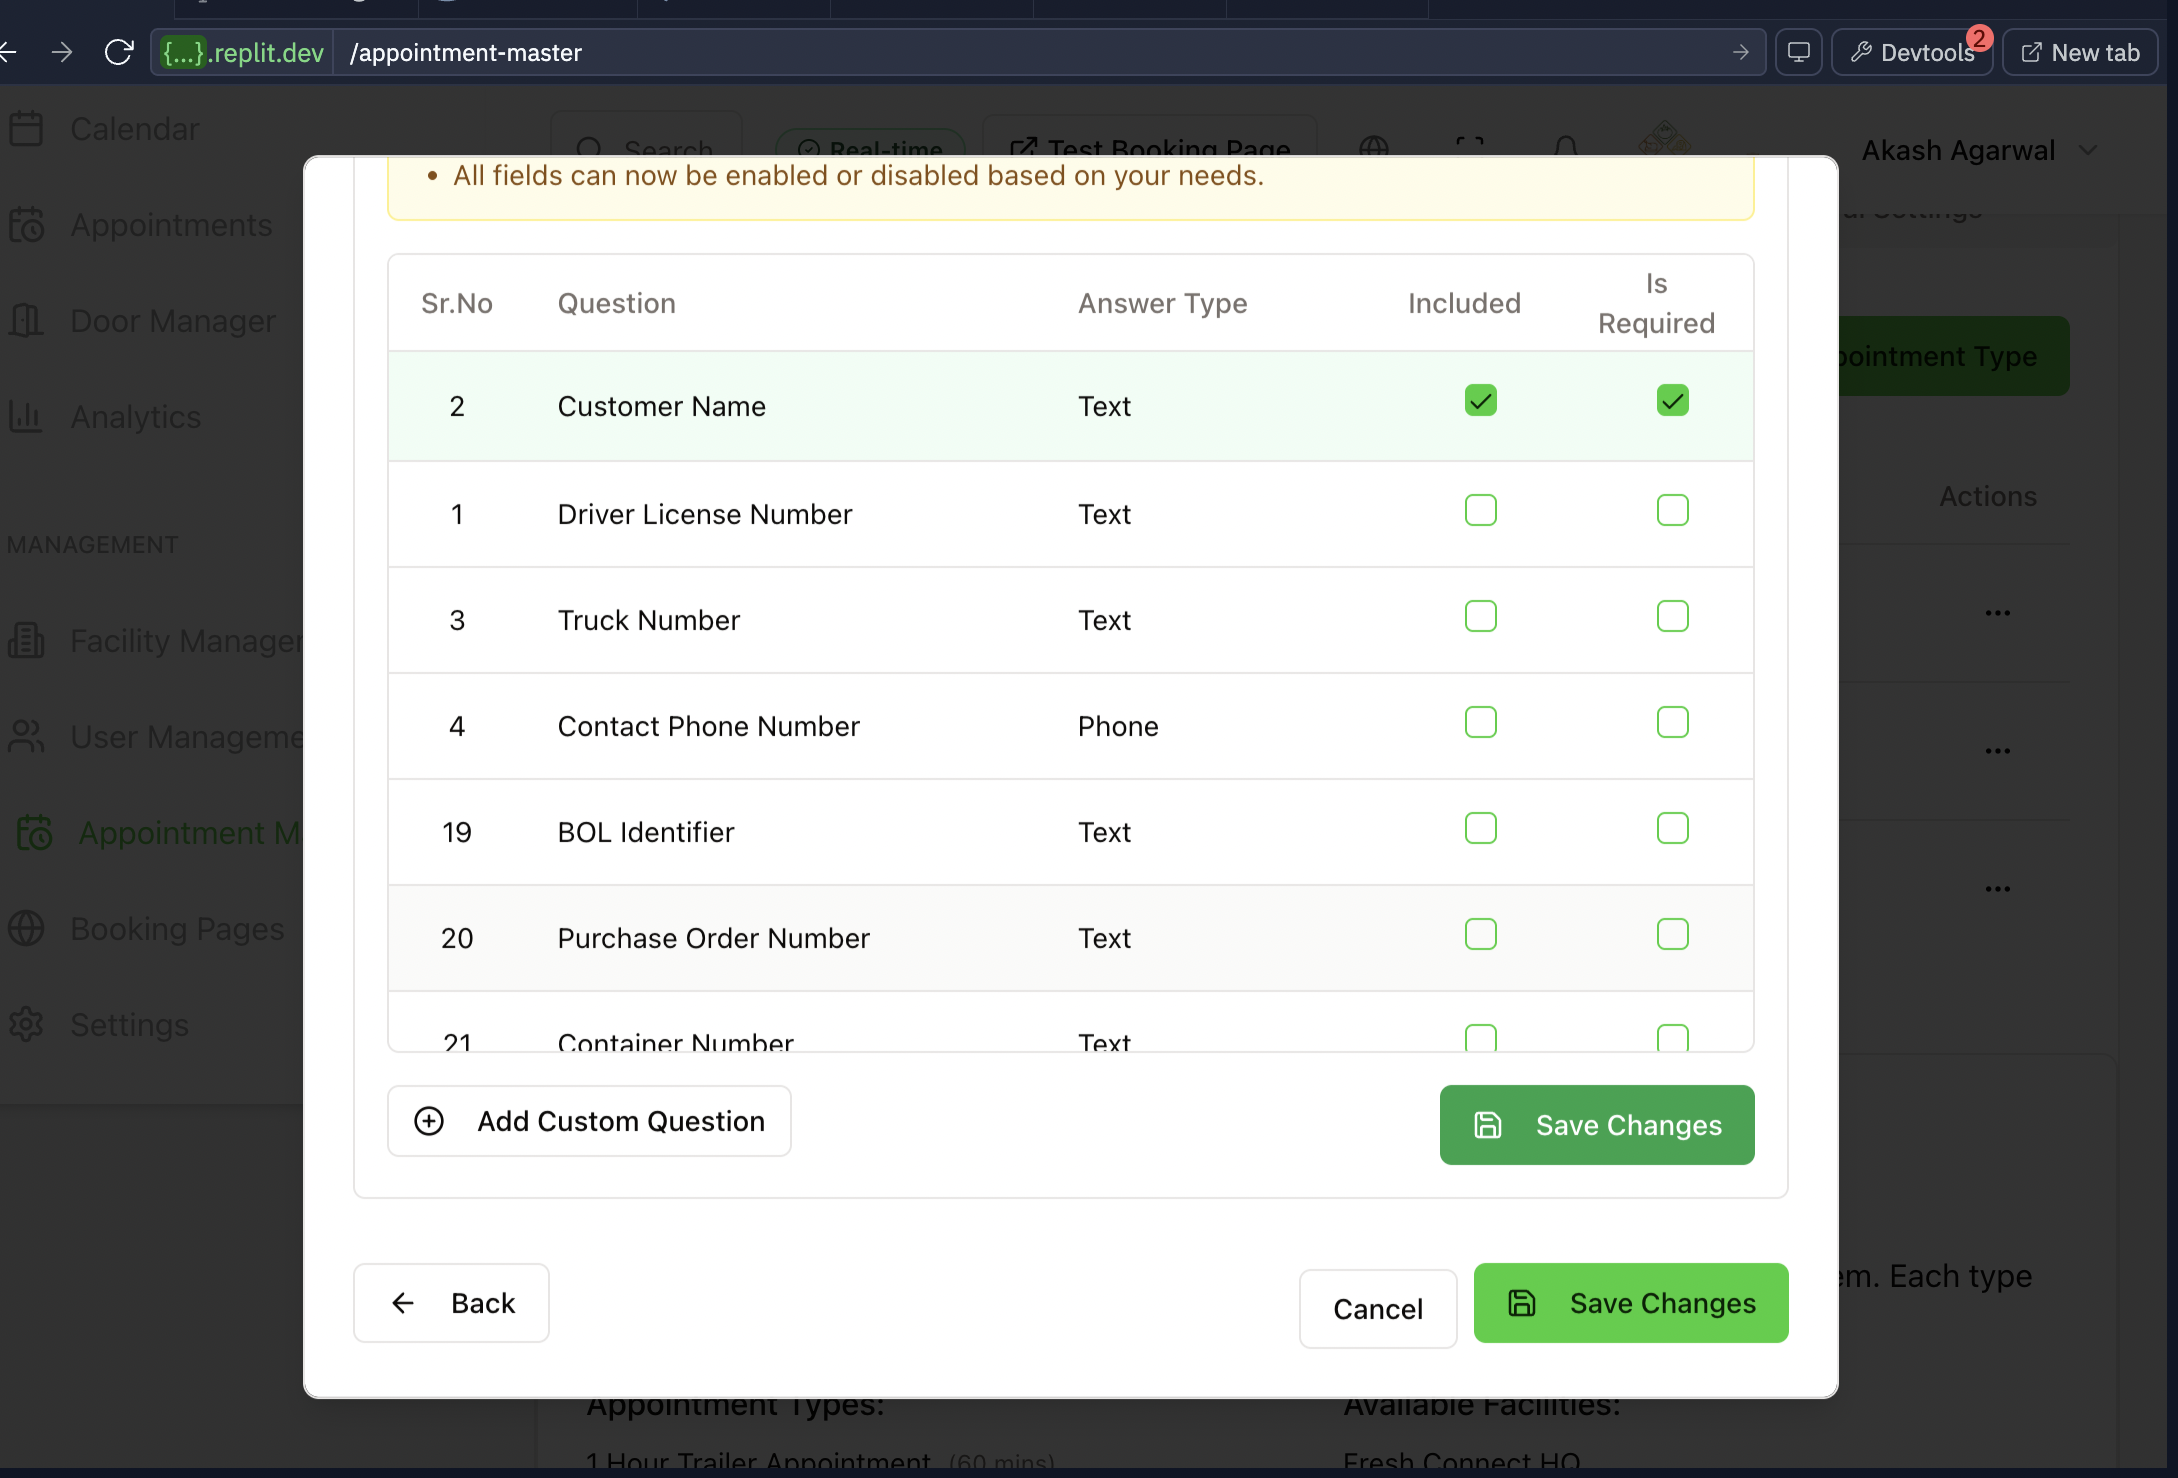 {...}.replit.dev /appointment-master Devtools 2 New tab
Calendar
Search
Real-time
Test Booking Page
Akash Agarwal
Appointments
Door Manager
Analytics
MANAGEMENT
Facility Manager
User Manageme
Appointment M
Booking Pages
Settings
• All fields can now be enabled or disabled based on your needs.
Settings
pointment Type
Actions
Sr.No Question Answer Type Included Is Required
2 Customer Name Text
1 Driver License Number Text
3 Truck Number Text
4 Contact Phone Number Phone
19 BOL Identifier Text
20 Purchase Order Number Text
21 Container Number Text
Add Custom Question
Save Changes
em. Each type
Back
Cancel
Save Changes
Appointment Types:
Available Facilities:
1 Hour Trailer Appointment (60 mins)
Fresh Connect HQ